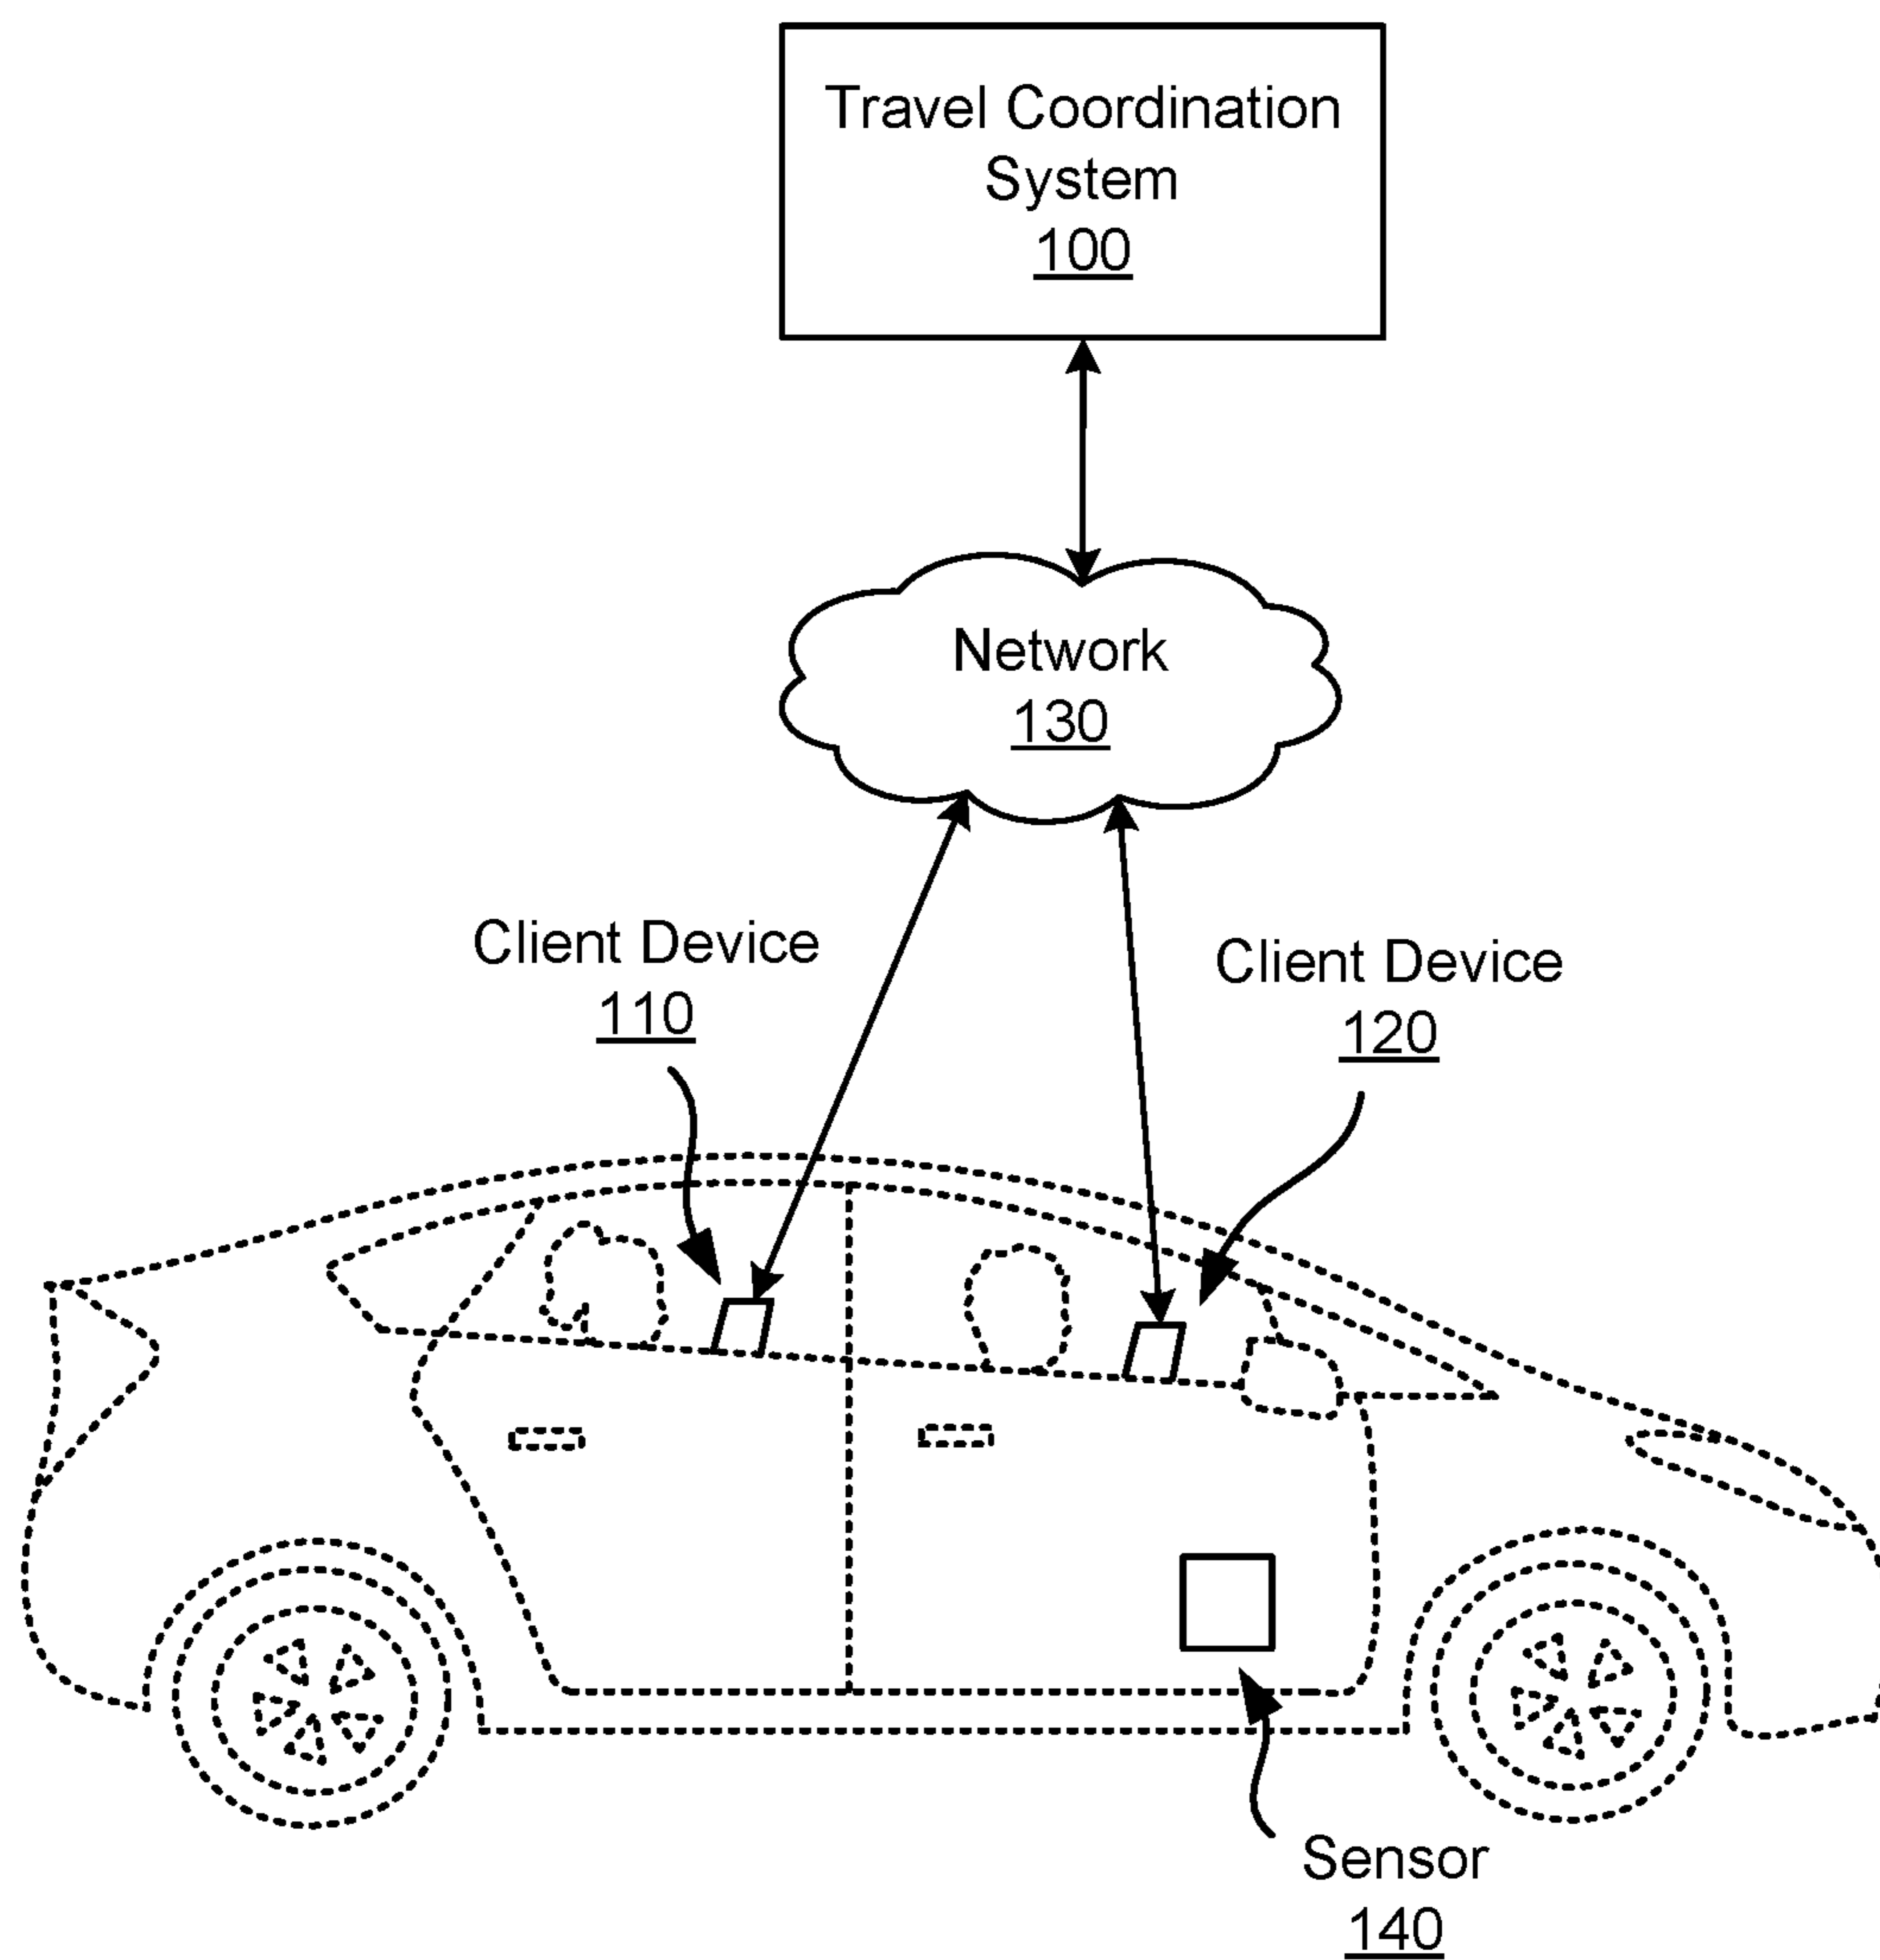 Travel Coordination
System
100
Network
130
Client Device
110
Client Device
120
Sensor
140